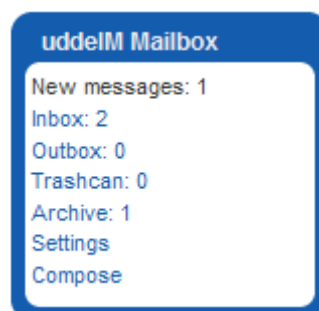 uddeIM Mailbox
New messages: 1
Inbox: 2
Outbox: 0
Trashcan: 0
Archive: 1
Settings
Compose